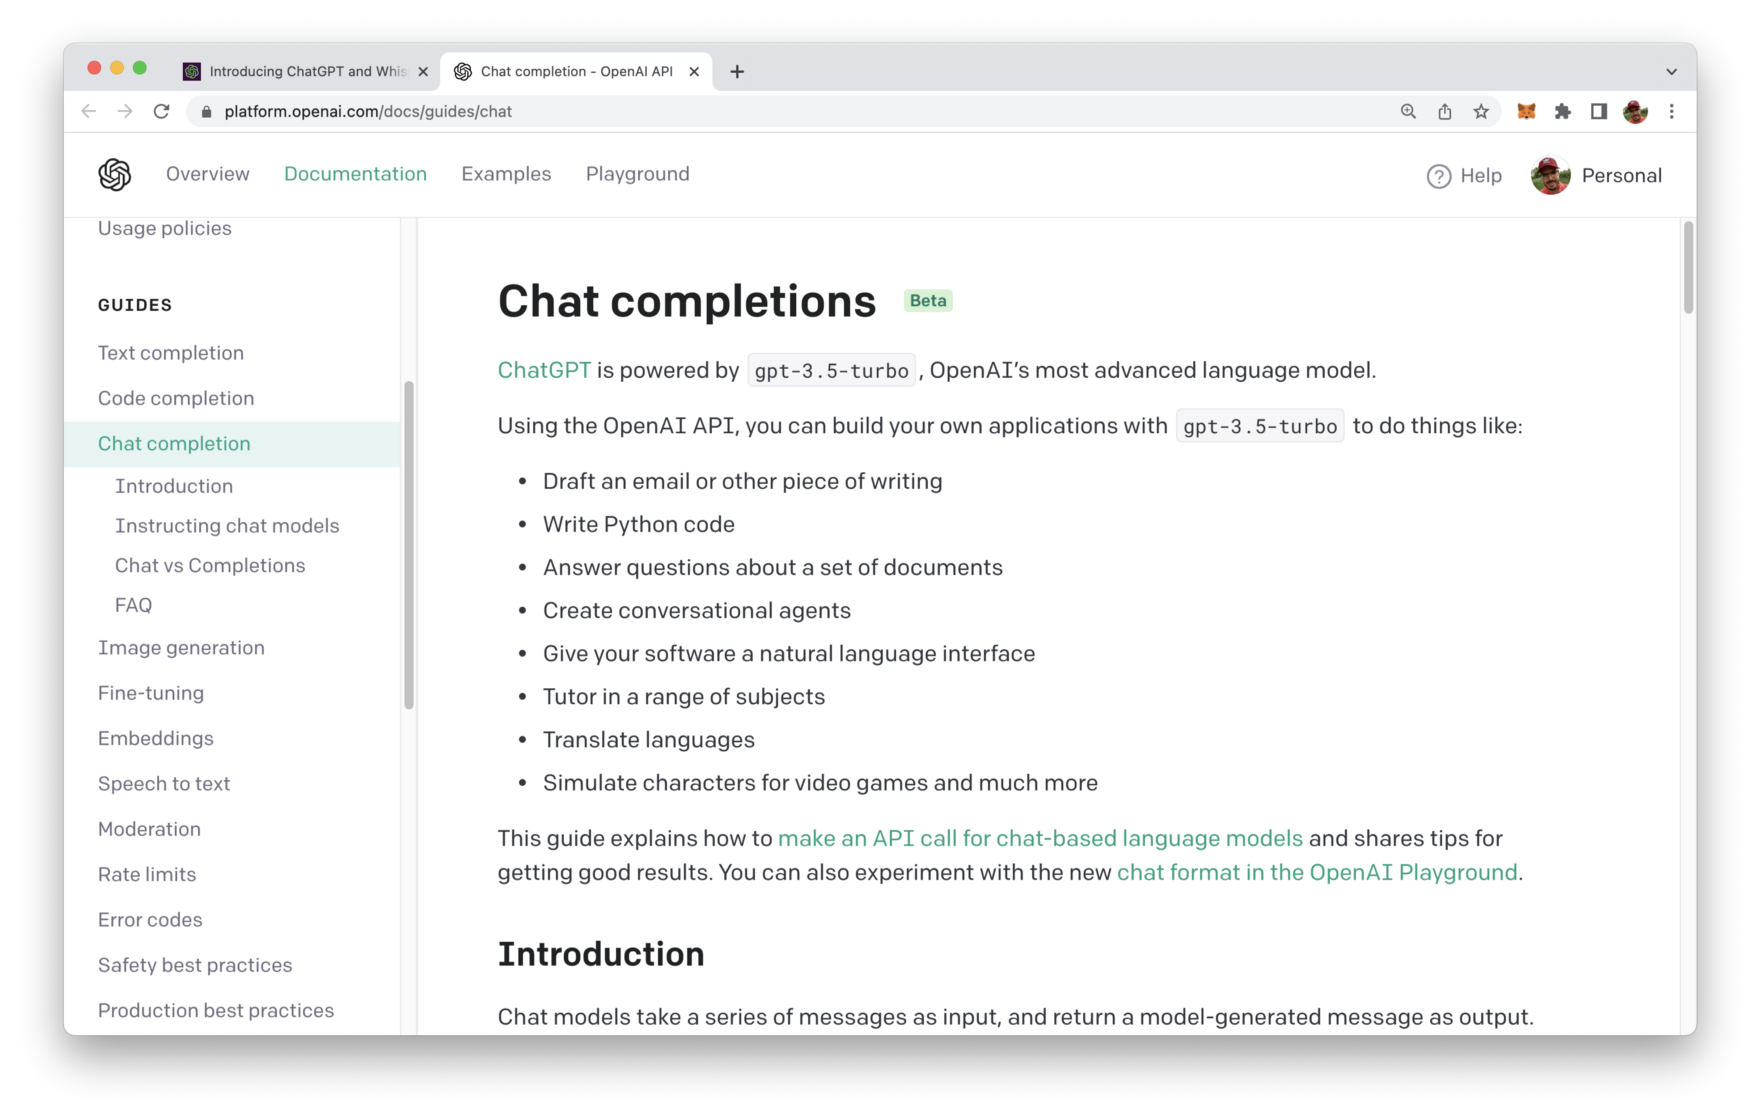 Introducing ChatGPT and Whis
Chat completion - OpenAI API
platform.openai.com/docs/guides/chat
Overview
Documentation
Examples
Playground
Help
Personal
Usage policies
GUIDES
Text completion
Code completion
Chat completion
Introduction
Instructing chat models
Chat vs Completions
FAQ
Image generation
Fine-tuning
Embeddings
Speech to text
Moderation
Rate limits
Error codes
Safety best practices
Production best practices
Chat completions Beta
ChatGPT is powered by gpt-3.5-turbo, OpenAI’s most advanced language model.
Using the OpenAI API, you can build your own applications with gpt-3.5-turbo to do things like:
• Draft an email or other piece of writing
• Write Python code
• Answer questions about a set of documents
• Create conversational agents
• Give your software a natural language interface
• Tutor in a range of subjects
• Translate languages
• Simulate characters for video games and much more
This guide explains how to make an API call for chat-based language models and shares tips for
getting good results. You can also experiment with the new chat format in the OpenAI Playground.
Introduction
Chat models take a series of messages as input, and return a model-generated message as output.